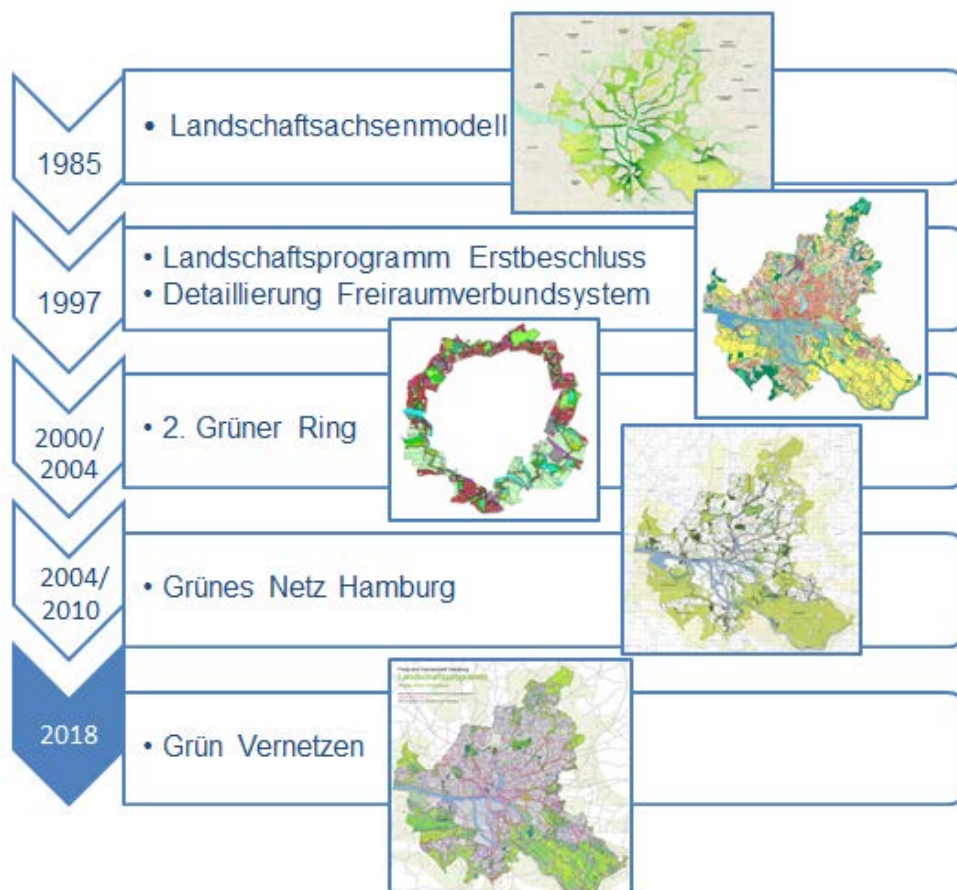 1985
• Landschaftsachsenmodell
1997
• Landschaftsprogramm Erstbeschluss
• Detaillierung Freiraumverbundsystem
2000/
2004
• 2. Grüner Ring
2004/
2010
• Grünes Netz Hamburg
2018
• Grün Vernetzen
Landschaftsprogramm